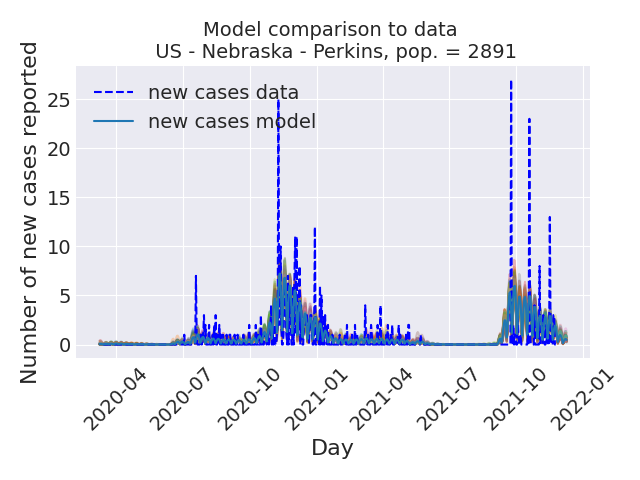 Model comparison to data
US - Nebraska - Perkins, pop. = 2891
Number of new cases reported
25
20
15
10
5
0
new cases data
new cases model
2020-04
2020-07
2020-10
2021-01
2021-04
2021-07
2021-10
2022-01
Day